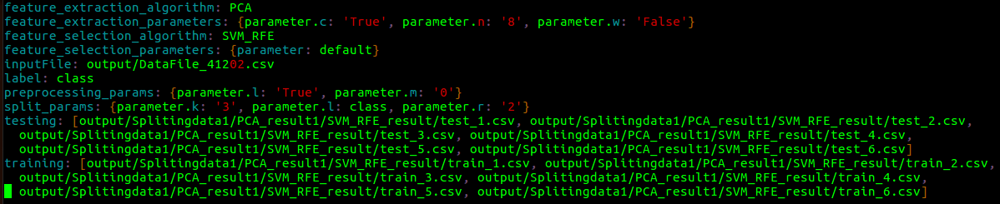 feature_extraction_algorithm: PCA
feature_extraction_parameters: {parameter.c: 'True', parameter.n: '8', parameter.w: 'False'}
feature_selection_algorithm: SVM_RFE
feature_selection_parameters: {parameter: default}
inputFile: output/DataFile_41202.csv
label: class
preprocessing_params: {parameter.l: 'True', parameter.m: '0'}
split_params: {parameter.k: '3', parameter.l: class, parameter.r: '2'}
testing: [output/Splitingdata1/PCA_result1/SVM_RFE_result/test_1.csv, output/Splitingdata1/PCA_result1/SVM_RFE_result/test_2.csv,
output/Splitingdata1/PCA_result1/SVM_RFE_result/test_3.csv, output/Splitingdata1/PCA_result1/SVM_RFE_result/test_4.csv,
output/Splitingdata1/PCA_result1/SVM_RFE_result/test_5.csv, output/Splitingdata1/PCA_result1/SVM_RFE_result/test_6.csv]
training: [output/Splitingdata1/PCA_result1/SVM_RFE_result/train_1.csv, output/Splitingdata1/PCA_result1/SVM_RFE_result/train_2.csv,
output/Splitingdata1/PCA_result1/SVM_RFE_result/train_3.csv, output/Splitingdata1/PCA_result1/SVM_RFE_result/train_4.csv,
output/Splitingdata1/PCA_result1/SVM_RFE_result/train_5.csv, output/Splitingdata1/PCA_result1/SVM_RFE_result/train_6.csv]